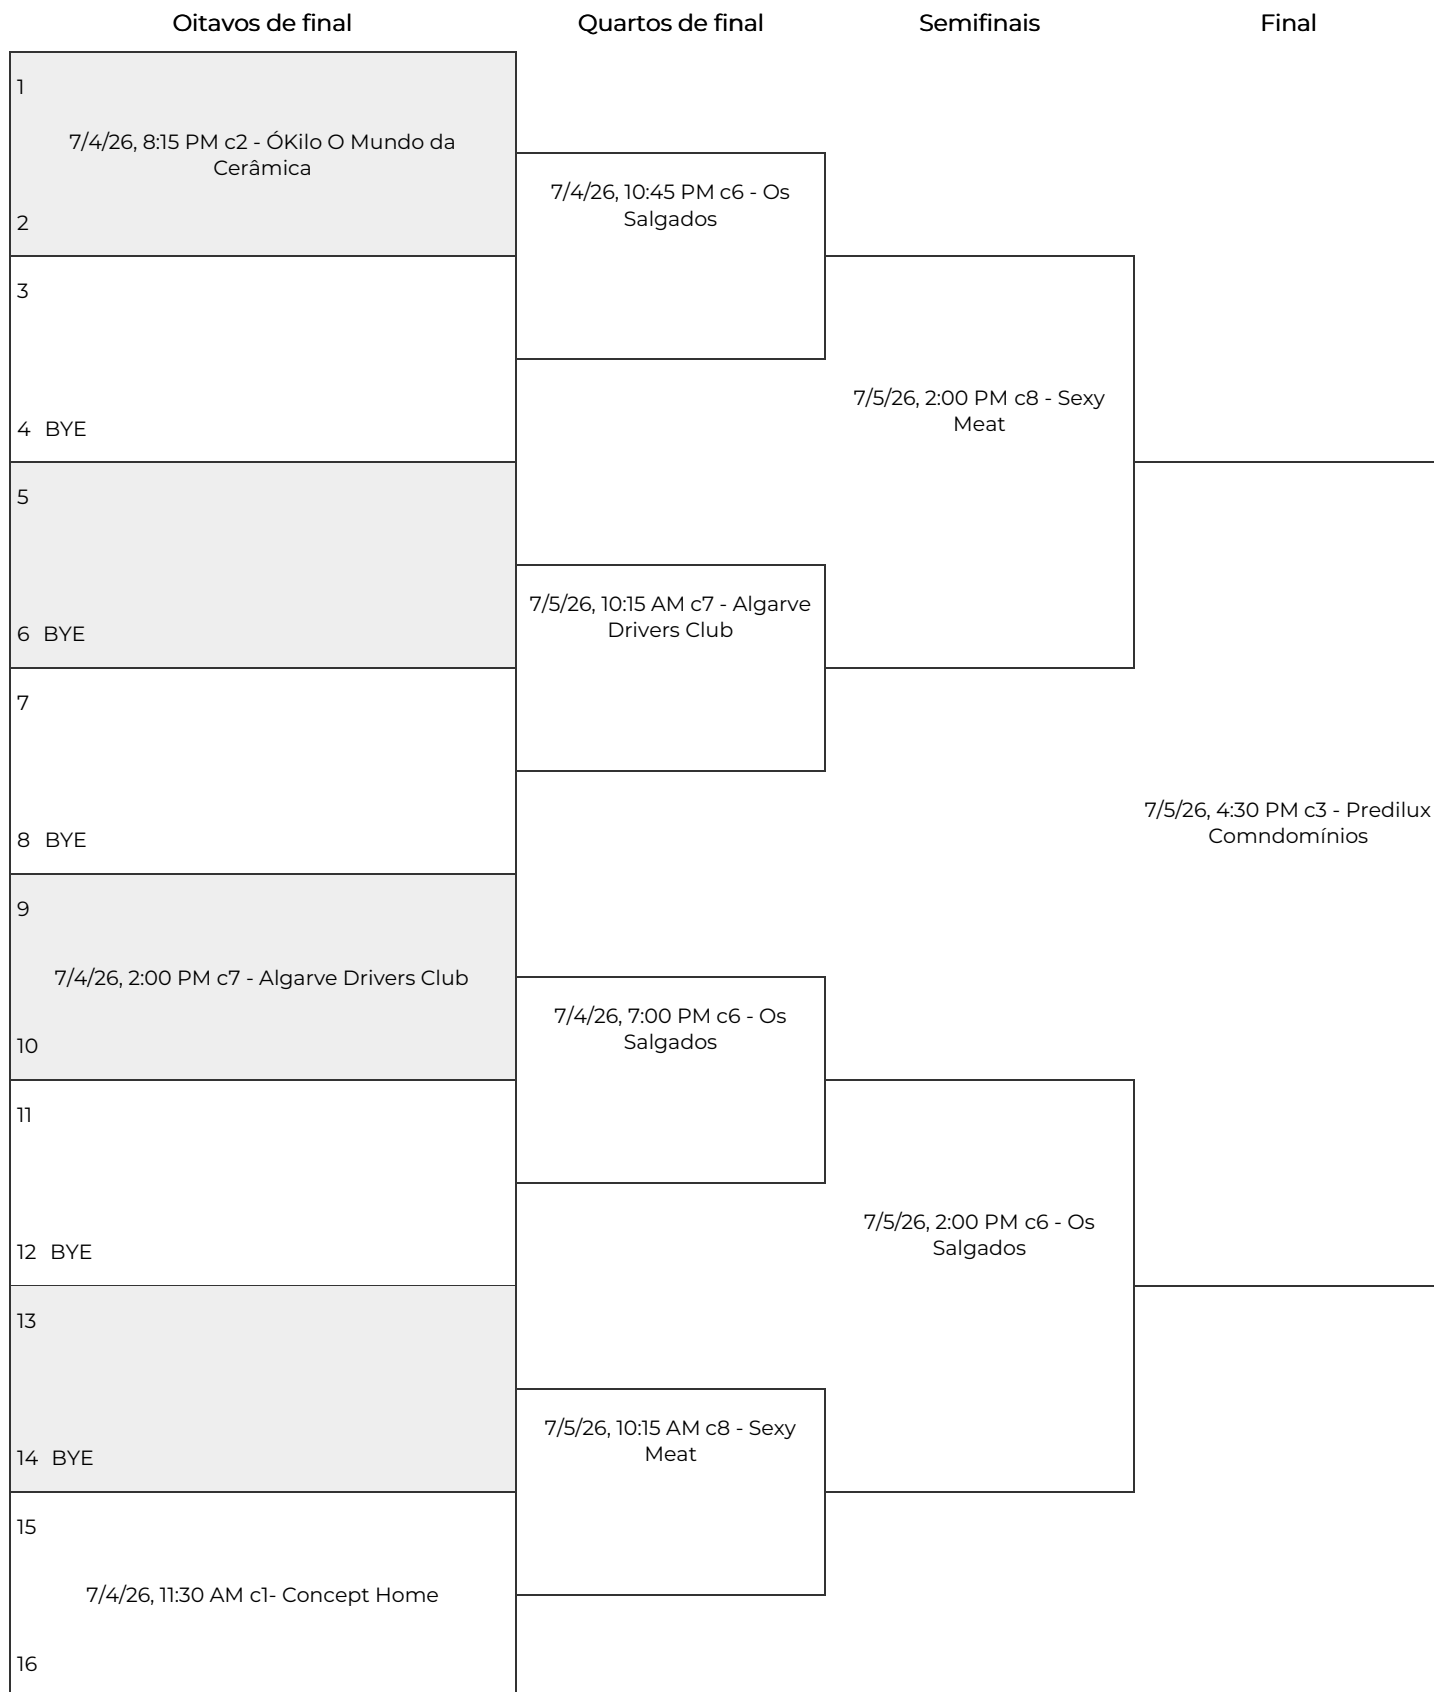 Oitavos de final
Quartos de final
Semifinais
Final
1
7/4/26, 8:15 PM c2 - ÓKilo O Mundo da
Cerâmica
2
3
4 BYE
5
6 BYE
7
8 BYE
9
7/4/26, 2:00 PM c7 - Algarve Drivers Club
10
11
12 BYE
13
14 BYE
15
7/4/26, 11:30 AM c1- Concept Home
16
7/4/26, 10:45 PM c6 - Os
Salgados
7/5/26, 10:15 AM c7 - Algarve
Drivers Club
7/4/26, 7:00 PM c6 - Os
Salgados
7/5/26, 10:15 AM c8 - Sexy
Meat
7/5/26, 2:00 PM c8 - Sexy
Meat
7/5/26, 2:00 PM c6 - Os
Salgados
7/5/26, 4:30 PM c3 - Predilux
Comndomínios